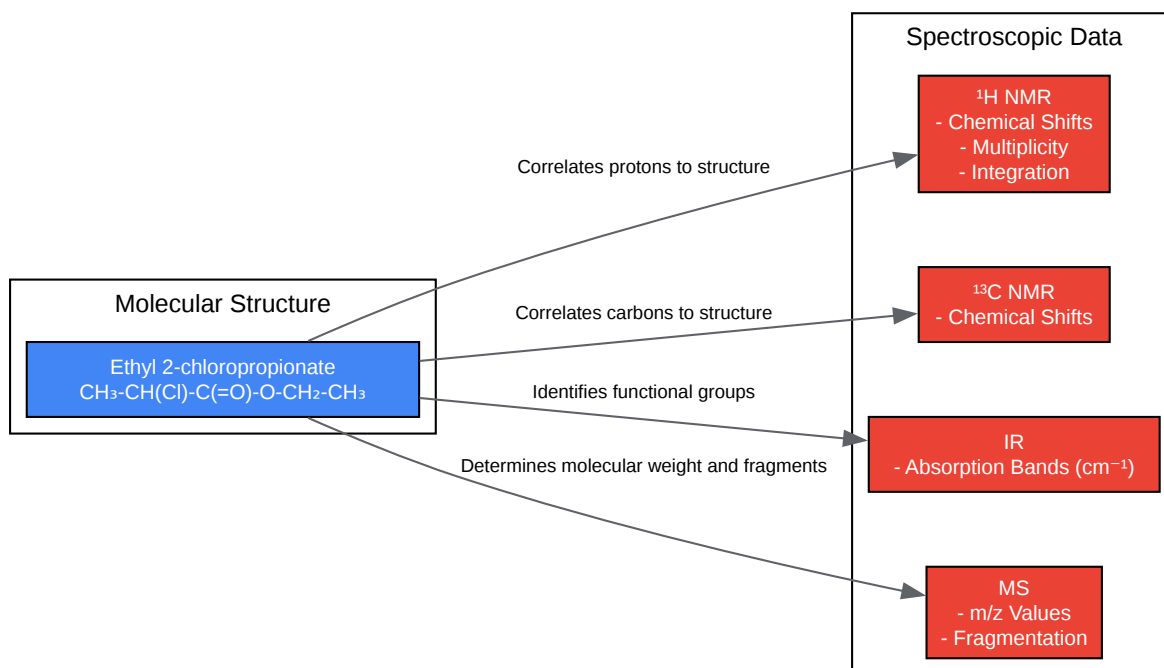 Spectroscopic Data
¹H NMR
- Chemical Shifts
- Multiplicity
- Integration
Correlates protons to structure
¹³C NMR
- Chemical Shifts
Molecular Structure
Correlates carbons to structure
Ethyl 2-chloropropionate
CH₃-CH(Cl)-C(=O)-O-CH₂-CH₃
Identifies functional groups
IR
- Absorption Bands (cm⁻¹)
Determines molecular weight and fragments
MS
- m/z Values
- Fragmentation